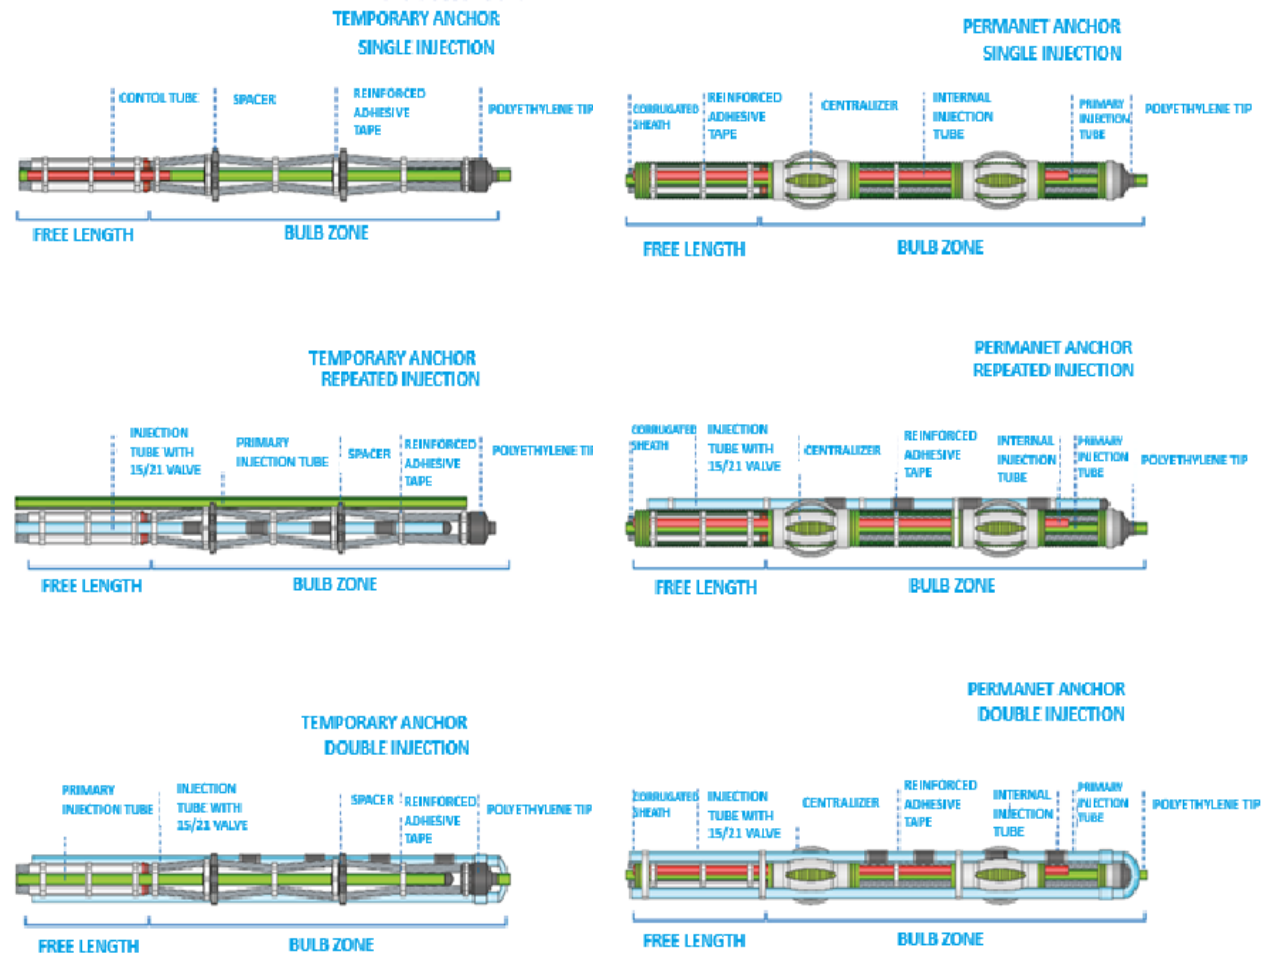 TEMPORARY ANCHOR
SINGLE INJECTION
CONTOL TUBE
SPACER
REINFORCED
ADHESIVE
TAPE
POLYETHYLENE TIP
FREE LENGTH
BULB ZONE
PERMANET ANCHOR
SINGLE INJECTION
CORRUGATED
SHEATH
REINFORCED
ADHESIVE
TAPE
CENTRALIZER
INTERNAL
INJECTION
TUBE
PRIMARY
INJECTION
TUBE
POLYETHYLENE TIP
FREE LENGTH
BULB ZONE
TEMPORARY ANCHOR
REPEATED INJECTION
INJECTION
TUBE WITH
15/21 VALVE
PRIMARY
INJECTION TUBE
SPACER
REINFORCED
ADHESIVE
TAPE
POLYETHYLENE TI
FREE LENGTH
BULB ZONE
PERMANET ANCHOR
REPEATED INJECTION
CORRUGATED
SHEATH
INJECTION
TUBE WITH
15/21 VALVE
CENTRALIZER
REINFORCED
ADHESIVE
TAPE
INTERNAL
INJECTION
TUBE
PRIMARY
INJECTION
TUBE
POLYETHYLENE TIP
FREE LENGTH
BULB ZONE
TEMPORARY ANCHOR
DOUBLE INJECTION
PRIMARY
INJECTION TUBE
INJECTION
TUBE WITH
15/21 VALVE
SPACER
REINFORCED
ADHESIVE
TAPE
POLYETHYLENE TIP
FREE LENGTH
BULB ZONE
PERMANET ANCHOR
DOUBLE INJECTION
CORRUGATED
SHEATH
INJECTION
TUBE WITH
15/21 VALVE
CENTRALIZER
REINFORCED
ADHESIVE
TAPE
INTERNAL
INJECTION
TUBE
PRIMARY
INJECTION
TUBE
POLYETHYLENE TIP
FREE LENGTH
BULB ZONE